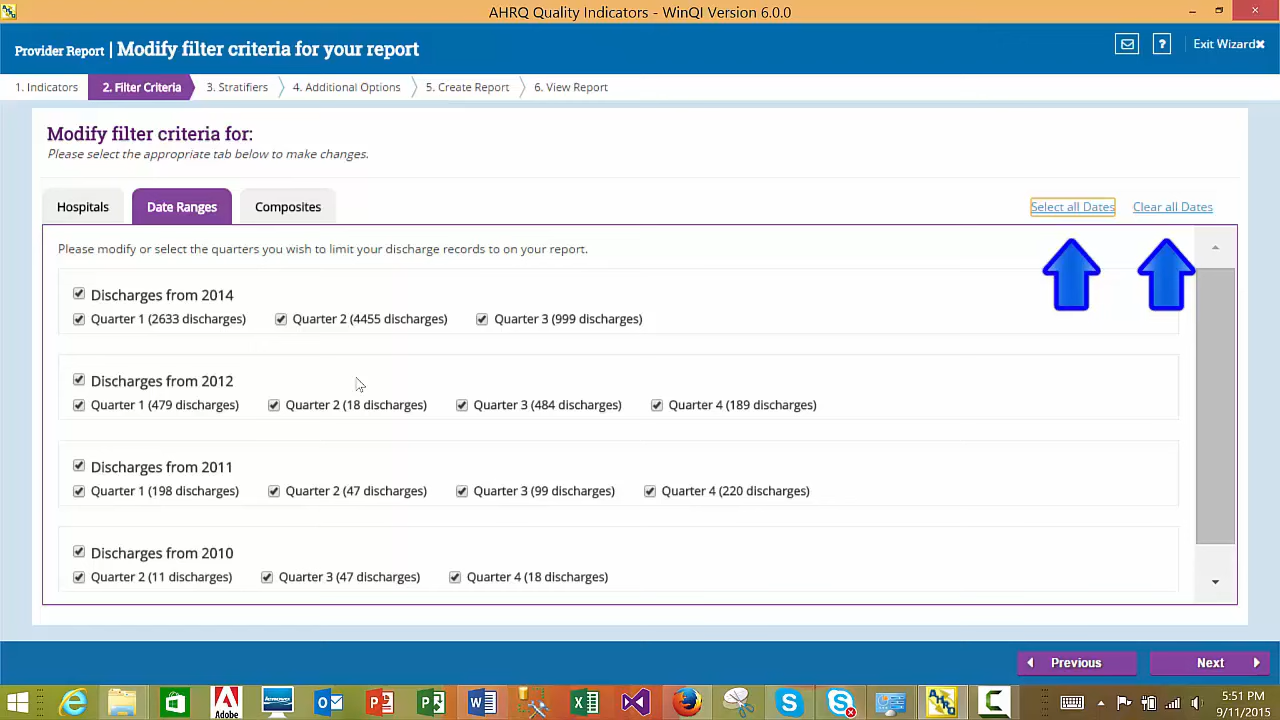 AHRQ Quality Indicators - WinQI Version 6.0.0
Provider Report | Modify filter criteria for your report
? Exit Wizard✖
1. Indicators 2. Filter Criteria 3. Stratifiers 4. Additional Options 5. Create Report 6. View Report
Modify filter criteria for:
Please select the appropriate tab below to make changes.
Hospitals Date Ranges Composites Select all Dates Clear all Dates
Please modify or select the quarters you wish to limit your discharge records to on your report.
Discharges from 2014
Quarter 1 (2633 discharges) Quarter 2 (4455 discharges) Quarter 3 (999 discharges)
Discharges from 2012
Quarter 1 (479 discharges) Quarter 2 (18 discharges) Quarter 3 (484 discharges) Quarter 4 (189 discharges)
Discharges from 2011
Quarter 1 (198 discharges) Quarter 2 (47 discharges) Quarter 3 (99 discharges) Quarter 4 (220 discharges)
Discharges from 2010
Quarter 2 (11 discharges) Quarter 3 (47 discharges) Quarter 4 (18 discharges)
Previous Next
Adobe
5:51 PM
9/11/2015